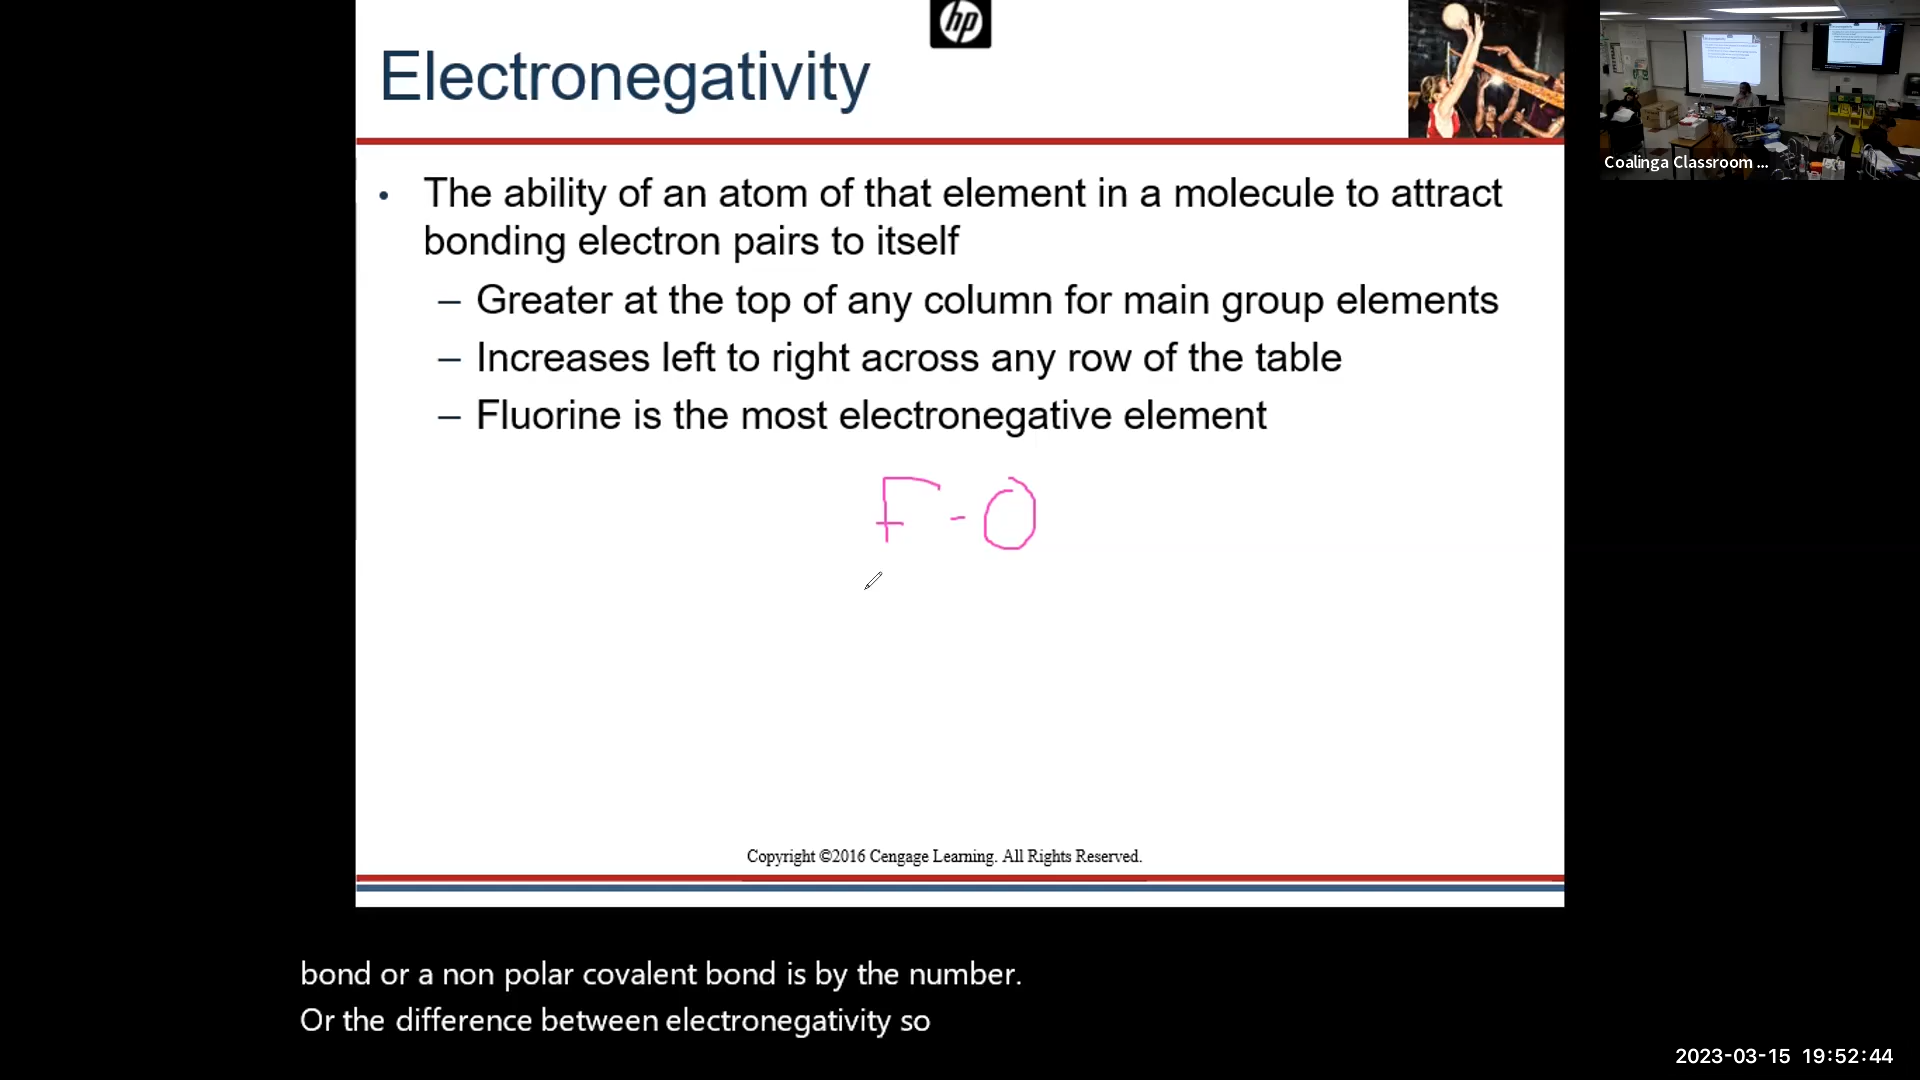 hp
Electronegativity
Coalinga Classroom ...
• The ability of an atom of that element in a molecule to attract
bonding electron pairs to itself
– Greater at the top of any column for main group elements
– Increases left to right across any row of the table
– Fluorine is the most electronegative element
F - O
Copyright ©2016 Cengage Learning. All Rights Reserved.
bond or a non polar covalent bond is by the number.
Or the difference between electronegativity so
2023-03-15 19:52:44